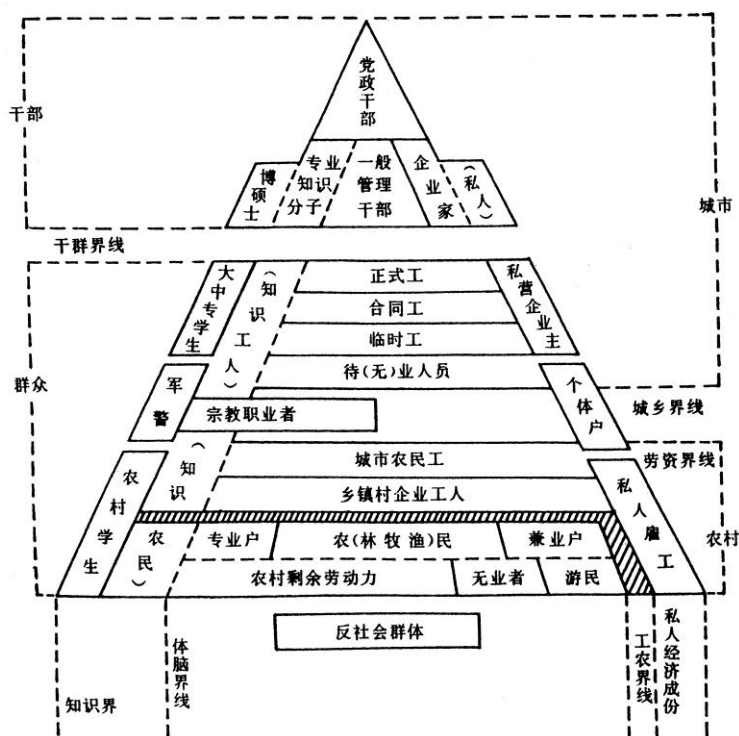 党政干部
干部
博硕士
专业知识分子
一般管理干部
企业家
(私人)
城市
干群界线
大中专学生
(知识工人)
正式工
私营企业主
合同工
临时工
群众
军警
待(无)业人员
个体户
宗教职业者
城乡界线
农村学生
(知识农民)
城市农民工
劳资界线
乡镇村企业工人
私人雇工
专业户
农(林牧渔)民
兼业户
农村
农村剩余劳动力
无业者
游民
反社会群体
体脑界线
工农界线
私人经济成份
知识界